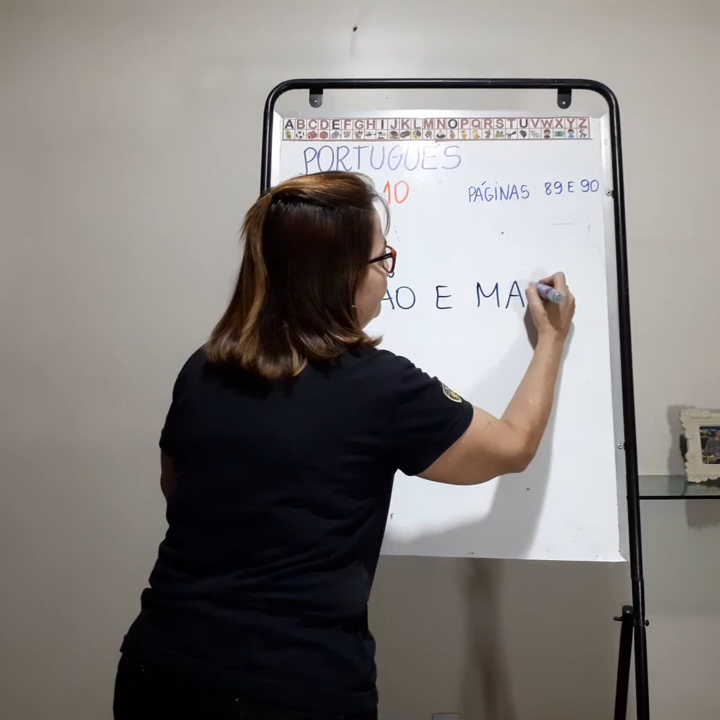 ABCDEFGHIJKLMNOPQRSTUVWXYZ
PORTUGUÊS
10 PÁGINAS 89 E 90
ÃO E MA